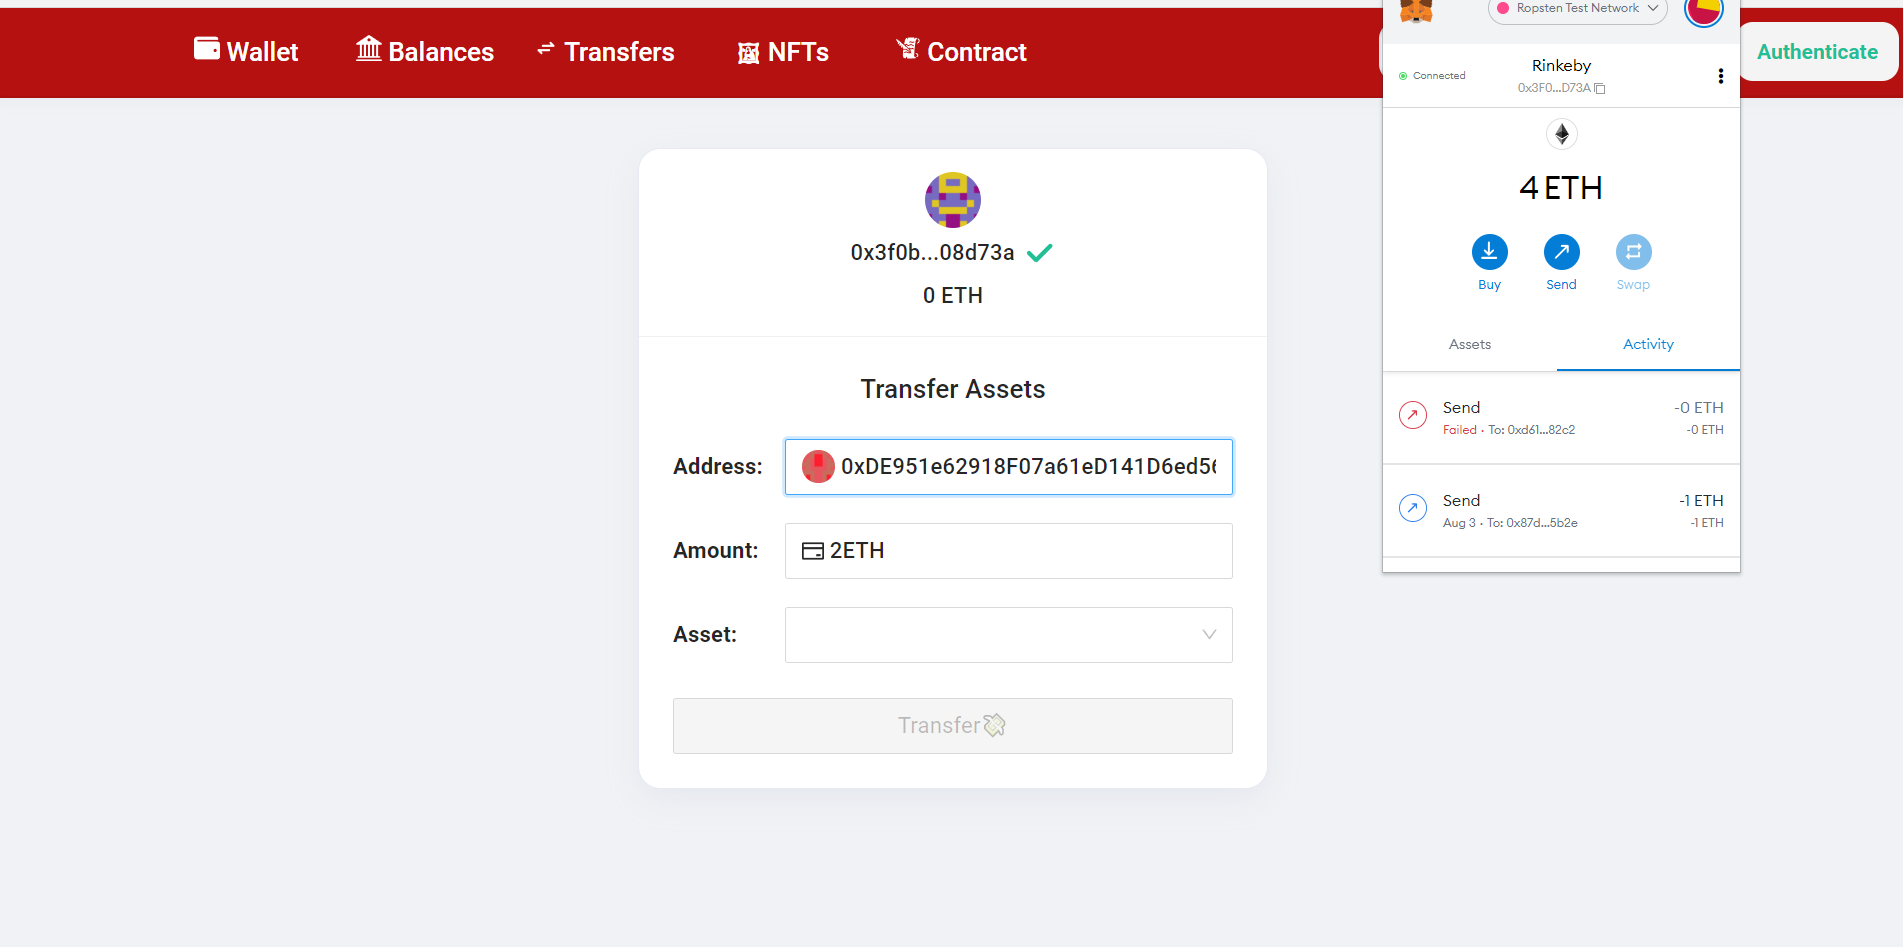 Wallet
Balances
Transfers
NFTs
Contract
Authenticate
0x3f0b...08d73a
0 ETH
Transfer Assets
Address:
0xDE951e62918F07a61eD141D6ed56
Amount:
2ETH
Asset:
Transfer
Ropsten Test Network
Connected
Rinkeby
0x3F0...D73A
4 ETH
Buy
Send
Swap
Assets
Activity
Send
-0 ETH
Failed · To: 0xd61...82c2
-0 ETH
Send
-1 ETH
Aug 3 · To: 0x87d...5b2e
-1 ETH